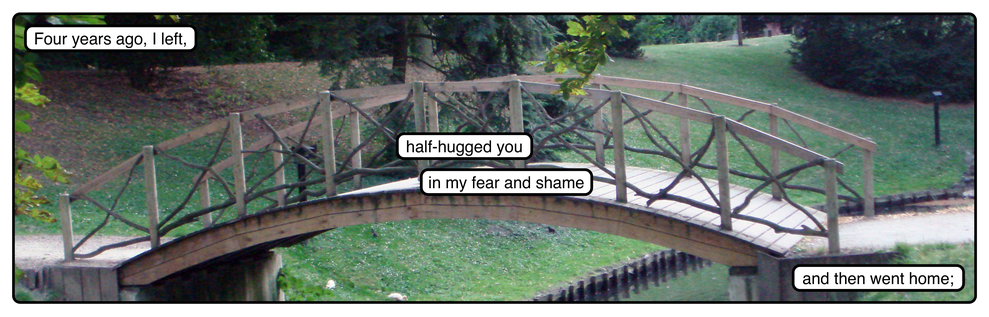 Four years ago, I left,
half-hugged you
in my fear and shame
and then went home;